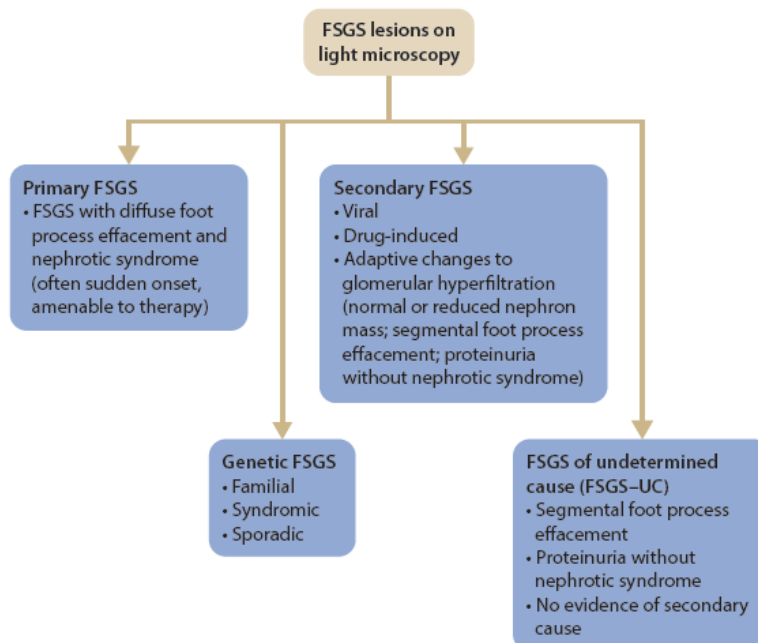 FSGS lesions on
light microscopy
Primary FSGS
• FSGS with diffuse foot
process effacement and
nephrotic syndrome
(often sudden onset,
amenable to therapy)
Secondary FSGS
• Viral
• Drug-induced
• Adaptive changes to
glomerular hyperfiltration
(normal or reduced nephron
mass; segmental foot process
effacement; proteinuria
without nephrotic syndrome)
Genetic FSGS
• Familial
• Syndromic
• Sporadic
FSGS of undetermined
cause (FSGS–UC)
• Segmental foot process
effacement
• Proteinuria without
nephrotic syndrome
• No evidence of secondary
cause